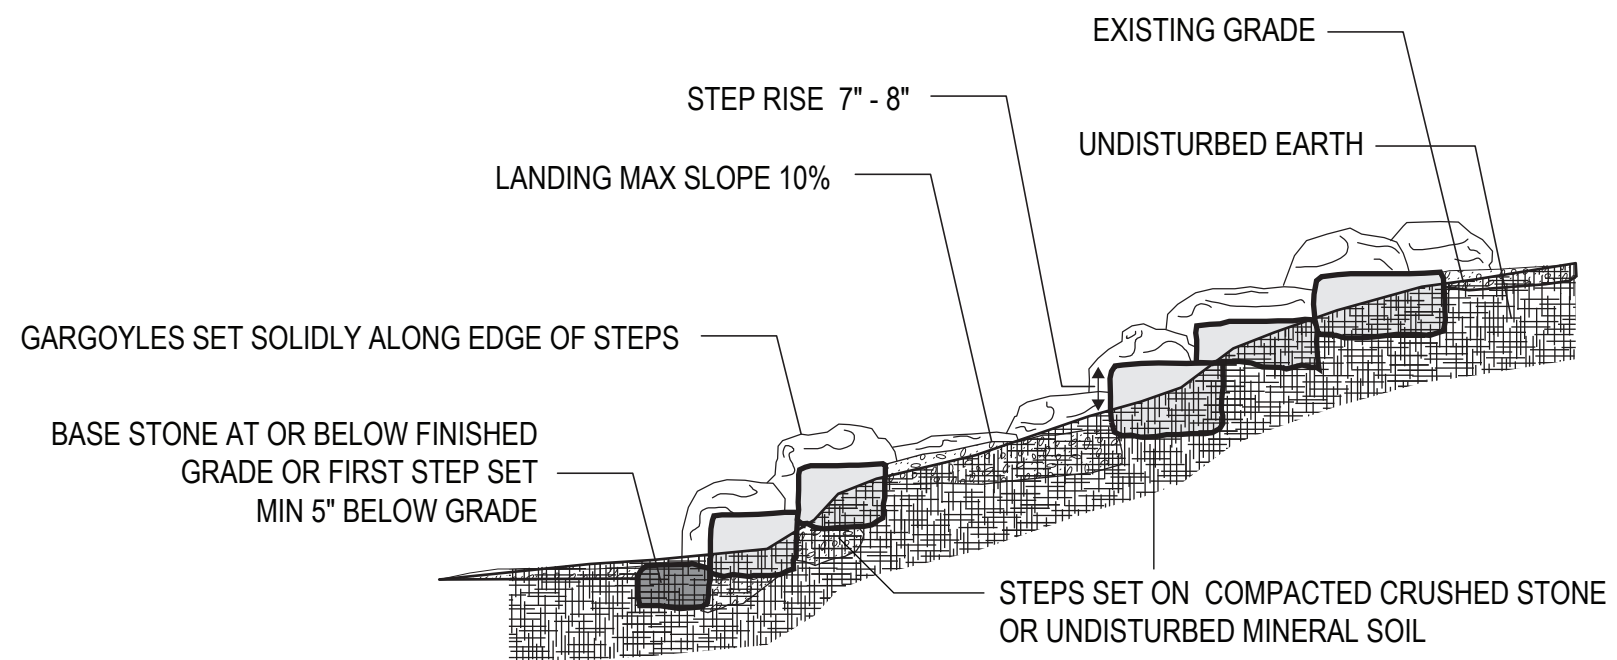 EXISTING GRADE
STEP RISE 7" - 8"
UNDISTURBED EARTH
LANDING MAX SLOPE 10%
GARGOYLES SET SOLIDLY ALONG EDGE OF STEPS
BASE STONE AT OR BELOW FINISHED
GRADE OR FIRST STEP SET
MIN 5" BELOW GRADE
STEPS SET ON COMPACTED CRUSHED STONE
OR UNDISTURBED MINERAL SOIL